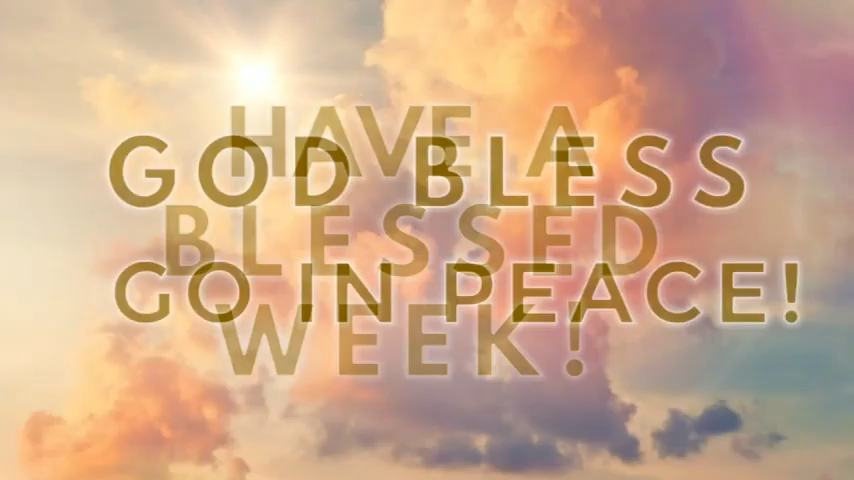 HAVE A
GOD BLESS
BLESSED
GO IN PEACE!
WEEK!